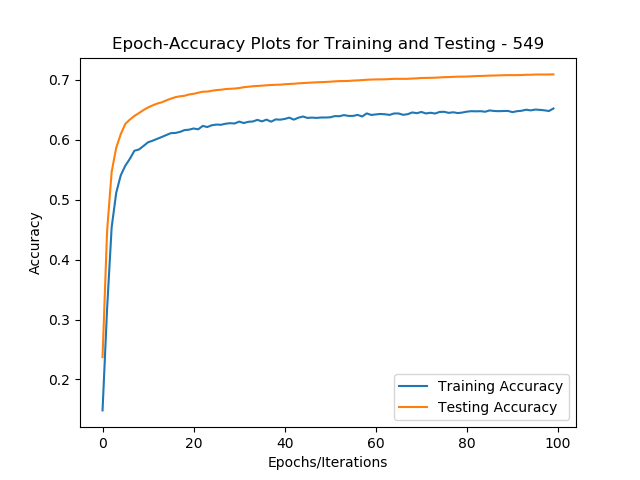 Epoch-Accuracy Plots for Training and Testing - 549
0.7
0.6
0.5
0.4
0.3
0.2
Accuracy
0 20 40 60 80 100
Epochs/Iterations
Training Accuracy
Testing Accuracy